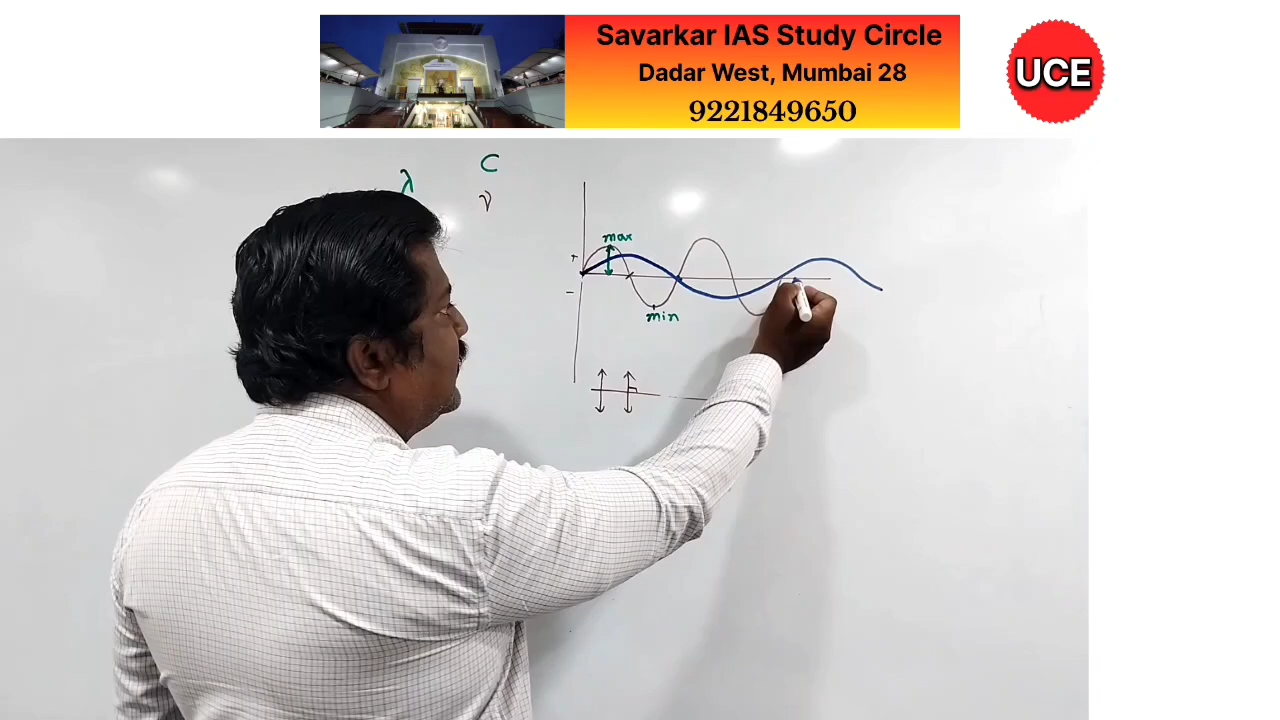 Savarkar IAS Study Circle
Dadar West, Mumbai 28
9221849650
UCE
C
λ
ν
max
+
−
min